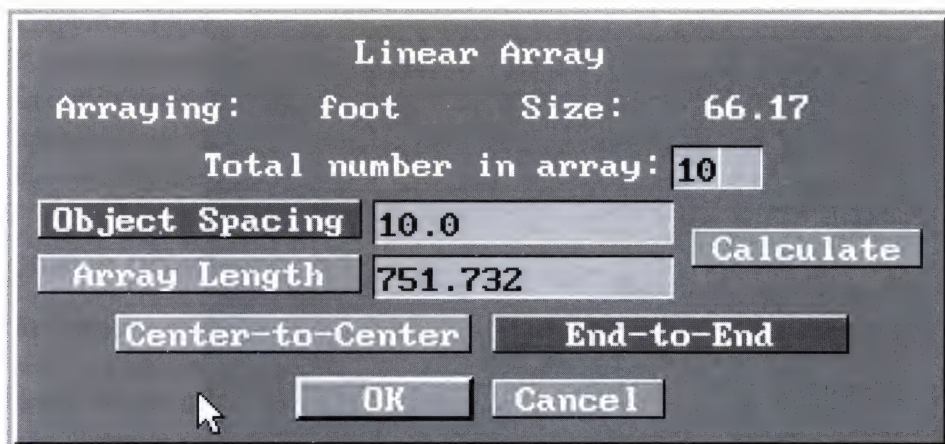 Linear Array
Arraying: foot Size: 66.17
Total number in array: 10
Object Spacing 10.0
Calculate
Array Length 751.732
Center-to-Center End-to-End
OK Cancel